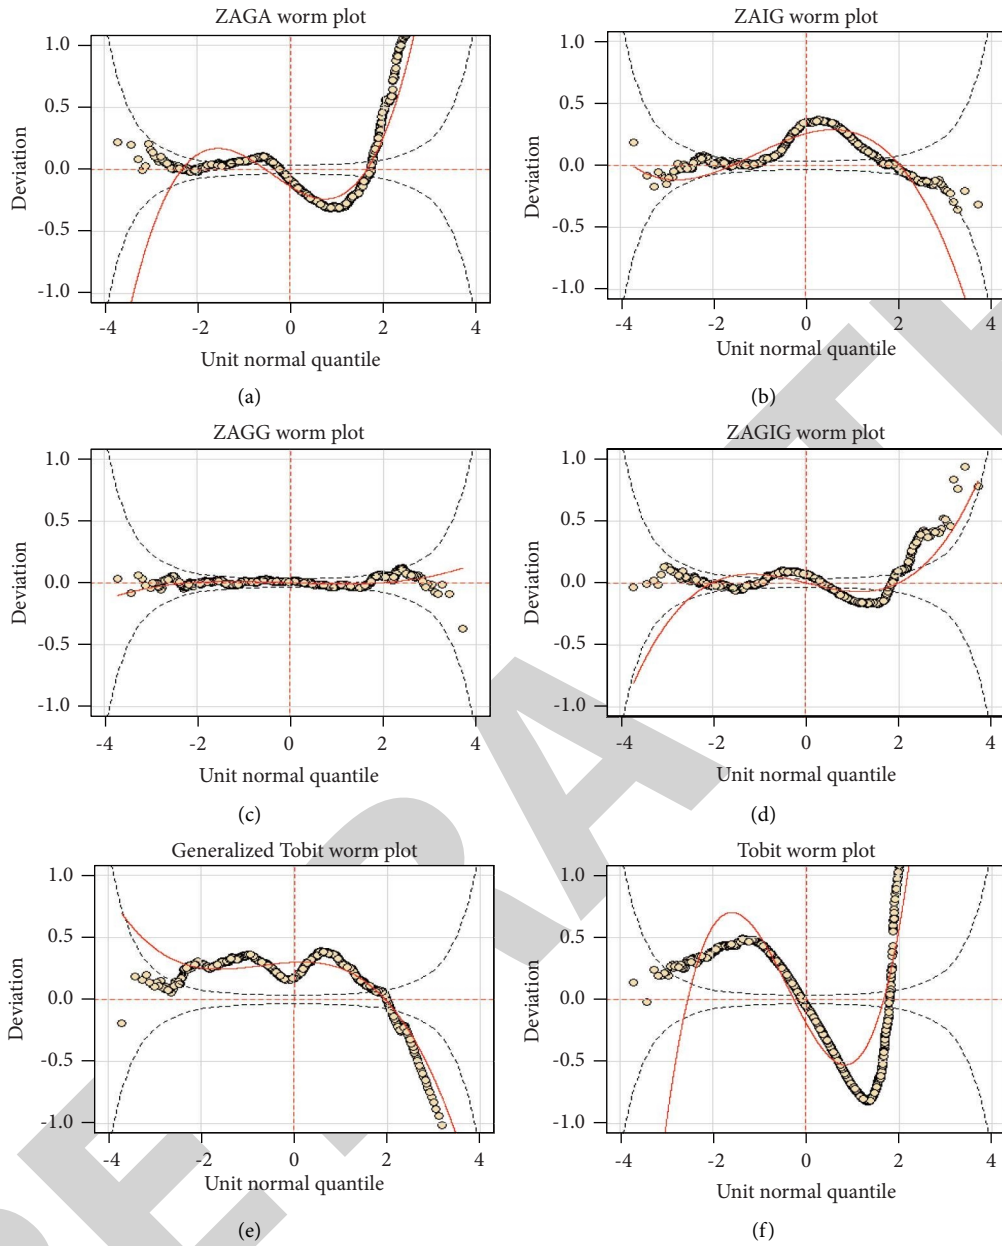 ZAGA worm plot
ZAIG worm plot
1.0
0.5
0.0
-0.5
-1.0
Deviation
-4 -2 0 2 4
Unit normal quantile
(a)
1.0
0.5
0.0
-0.5
-1.0
Deviation
-4 -2 0 2 4
Unit normal quantile
(b)
ZAGG worm plot
ZAGIG worm plot
1.0
0.5
0.0
-0.5
-1.0
Deviation
-4 -2 0 2 4
Unit normal quantile
(c)
1.0
0.5
0.0
-0.5
-1.0
Deviation
-4 -2 0 2 4
Unit normal quantile
(d)
Generalized Tobit worm plot
Tobit worm plot
1.0
0.5
0.0
-0.5
-1.0
Deviation
-4 -2 0 2 4
Unit normal quantile
(e)
1.0
0.5
0.0
-0.5
-1.0
Deviation
-4 -2 0 2 4
Unit normal quantile
(f)